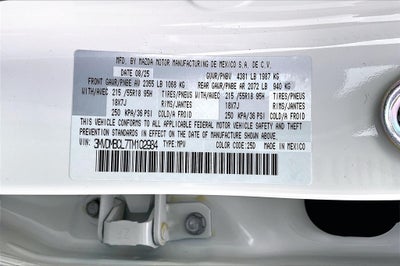 MFD. BY MAZDA MOTOR MANUFACTURING DE MEXICO S.A. DE C.V.
DATE 08/25 GVWR/PNBV 4381 LB 1987 KG
FRONT GAWR/PNBE AV 2355 LB 1068 KG REAR GAWR/PNBE AR 2072 LB 940 KG
WITH/AVEC 215 /55R18 95H TIRES/PNEUS WITH/AVEC 215 /55R18 95H TIRES/PNEUS
18X7J RIMS/JANTES 18X7J RIMS/JANTES
250 KPA/36 PSI COLD/A FROID 250 KPA/36 PSI COLD/A FROID
THIS VEHICLE CONFORMS TO ALL APPLICABLE FEDERAL MOTOR VEHICLE SAFETY
AND BUMPER STANDARDS IN EFFECT ON THE DATE OF MANUFACTURE SHOWN ABOVE.
VIN: 3MVDMBCL7TM102984 TYPE:MPV COLOR CODE:25D MADE IN MEXICO